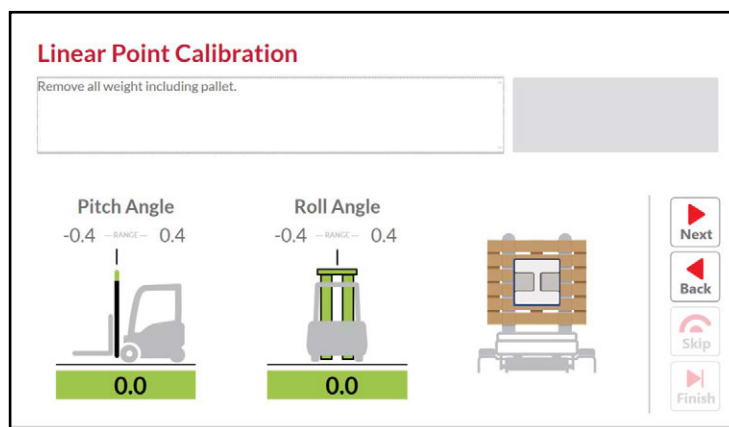 Linear Point Calibration
Remove all weight including pallet.
Pitch Angle
-0.4 —RANGE— 0.4
0.0
Roll Angle
-0.4 —RANGE— 0.4
0.0
Next
Back
Skip
Finish